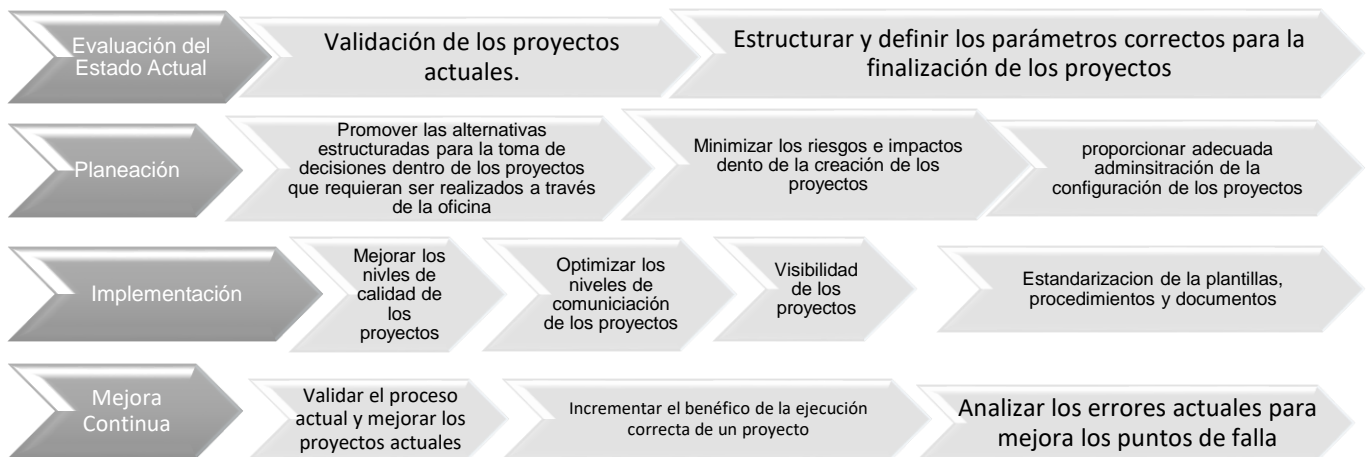 Evaluación del
Estado Actual
Validación de los proyectos
actuales.
Estructurar y definir los parámetros correctos para la
finalización de los proyectos
Planeación
Promover las alternativas
estructuradas para la toma de
decisiones dentro de los proyectos
que requieran ser realizados a través
de la oficina
Minimizar los riesgos e impactos
dento de la creación de los
proyectos
proporcionar adecuada
adminsitración de la
configuración de los proyectos
Implementación
Mejorar los
nivles de
calidad de
los
proyectos
Optimizar los
niveles de
comuniciación
de los proyectos
Visibilidad
de los
proyectos
Estandarizacion de la plantillas,
procedimientos y documentos
Mejora
Continua
Validar el proceso
actual y mejorar los
proyectos actuales
Incrementar el benéfico de la ejecución
correcta de un proyecto
Analizar los errores actuales para
mejora los puntos de falla